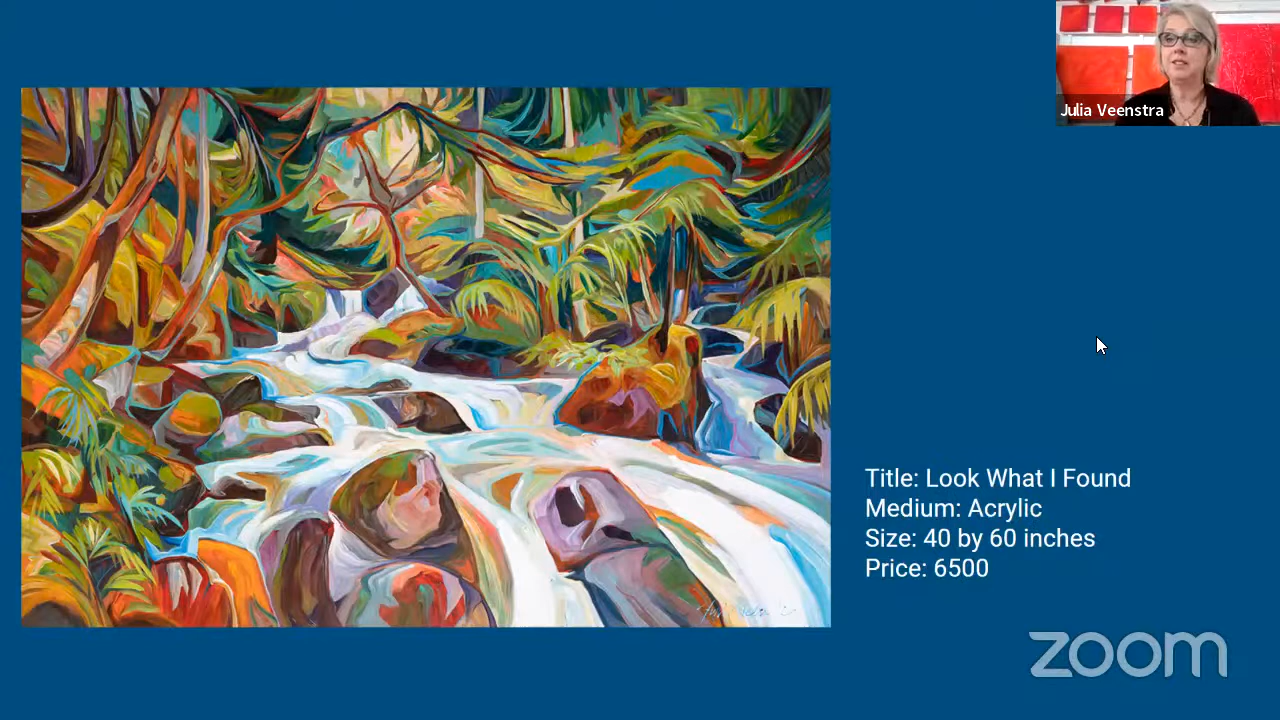 Julia Veenstra
Title: Look What I Found
Medium: Acrylic
Size: 40 by 60 inches
Price: 6500
zoom